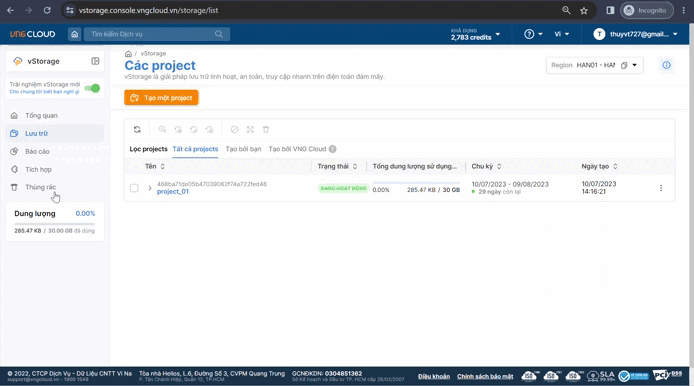 vstorage.console.vngcloud.vn/storage/list
Incognito
VNG CLOUD
Tìm kiếm Dịch vụ
KHẢ DỤNG
2,783 credits
Vi
T
thuyvt727@gmail...
vStorage
/ vStorage
Các project
vStorage là giải pháp lưu trữ linh hoạt, an toàn, truy cập nhanh trên điện toán đám mây.
Region
HAN01 - HAN
Trải nghiệm vStorage mới
Cho chúng tôi biết bạn nghĩ gì
Tạo một project
Tổng quan
Lưu trữ
Báo cáo
Tích hợp
Thùng rác
Dung lượng
0.00%
285.47 KB / 30.00 GB đã dùng
Lọc projects
Tất cả projects
Tạo bởi bạn
Tạo bởi VNG Cloud
Tên
Trạng thái
Tổng dung lượng sử dụng...
Chu kỳ
Ngày tạo
468ba71de05b47039062f74a722fed46
project_01
ĐANG HOẠT ĐỘNG
0.00%
285.47 KB / 30 GB
10/07/2023 - 09/08/2023
29 ngày còn lại
10/07/2023
14:16:21
© 2022, CTCP Dịch Vụ - Dữ Liệu CNTT Vi Na
support@vngcloud.vn - 1900 1549
Tòa nhà Helios, L.6, Đường Số 3, CVPM Quang Trung
P. Tân Chánh Hiệp, Quận 12, TP.HCM
GCNĐKDN: 0304851362
Sở Kế hoạch và Đầu tư TP. HCM cấp 26/02/2007
Điều khoản
Chính sách bảo mật
SLA
99.99%
PCI DSS